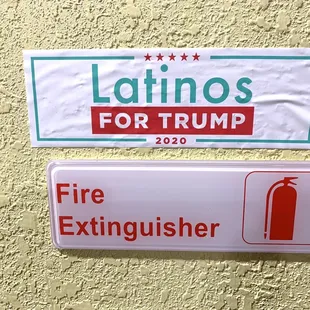 Latinos
FOR TRUMP
2020
Fire
Extinguisher